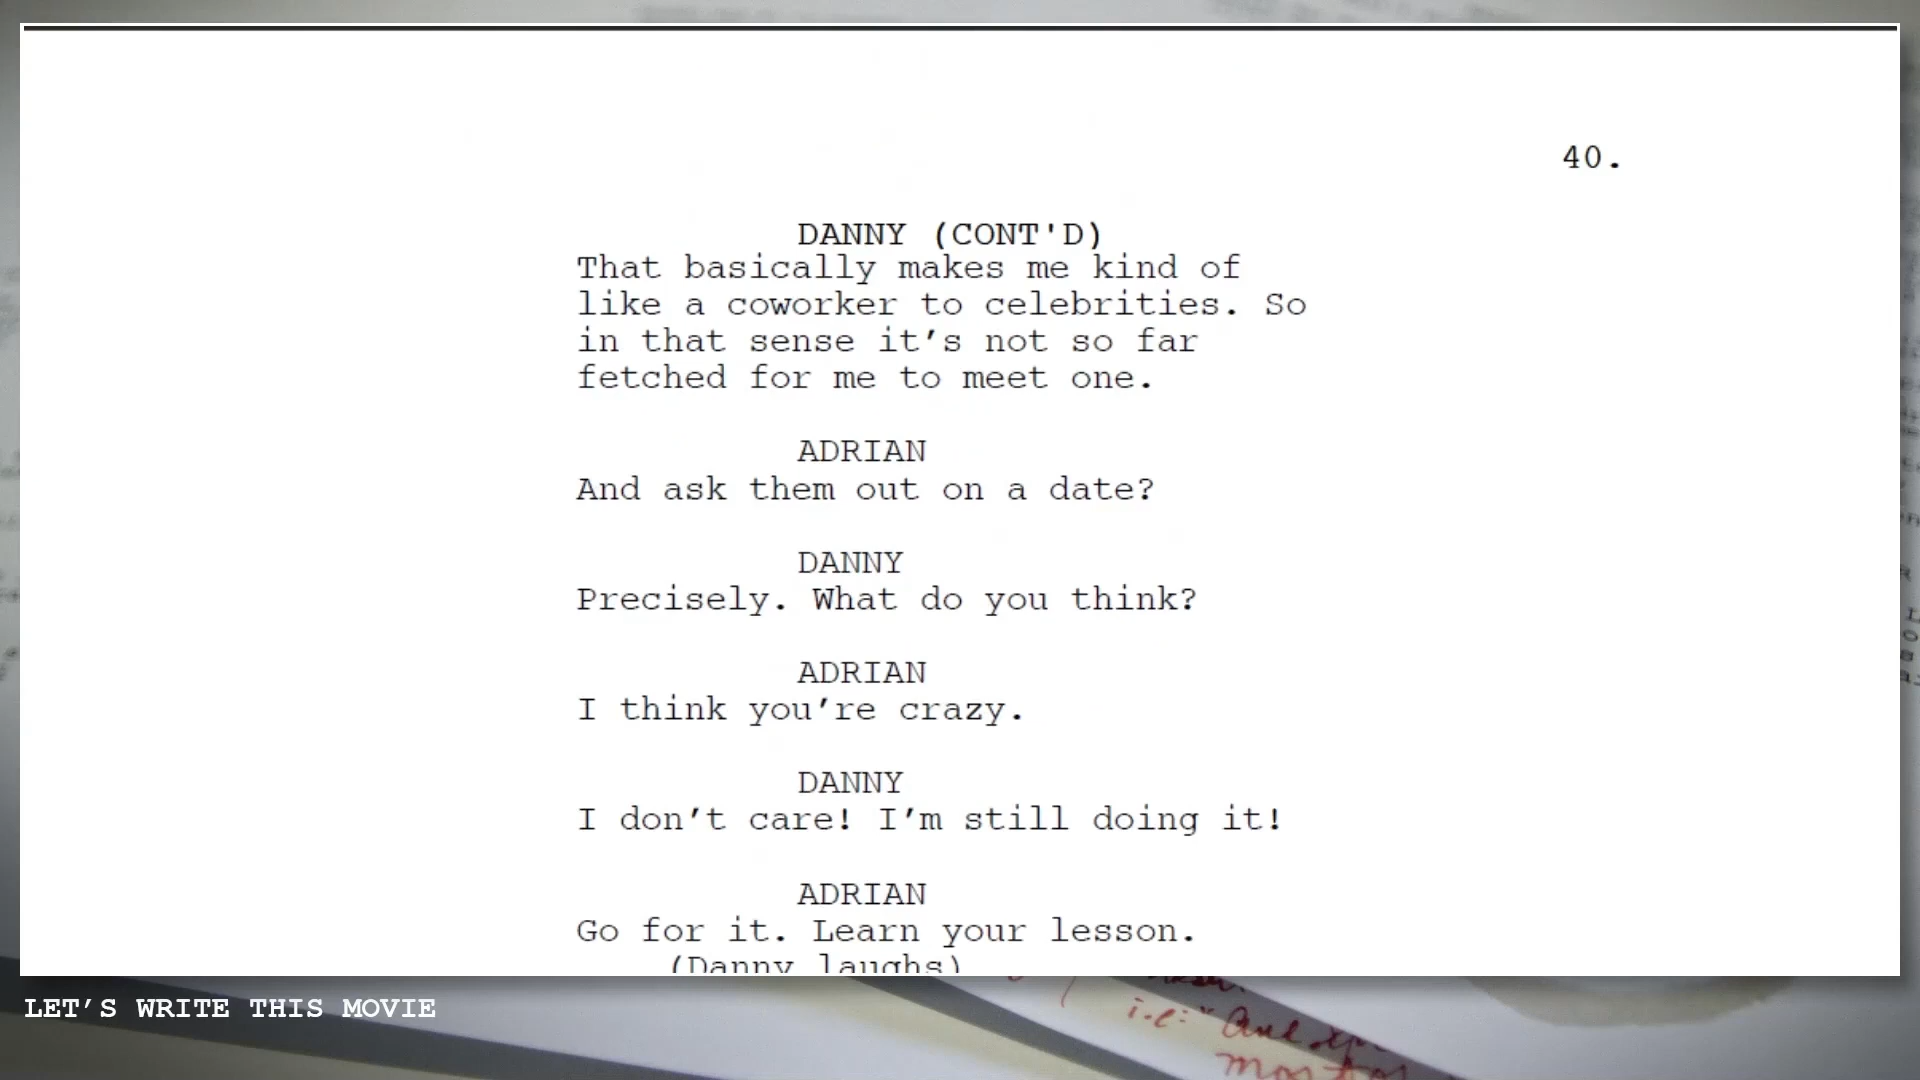 40.
DANNY (CONT'D)
That basically makes me kind of
like a coworker to celebrities. So
in that sense it’s not so far
fetched for me to meet one.
ADRIAN
And ask them out on a date?
DANNY
Precisely. What do you think?
ADRIAN
I think you’re crazy.
DANNY
I don’t care! I’m still doing it!
ADRIAN
Go for it. Learn your lesson.
(Danny laughs)
LET’S WRITE THIS MOVIE
i.e: